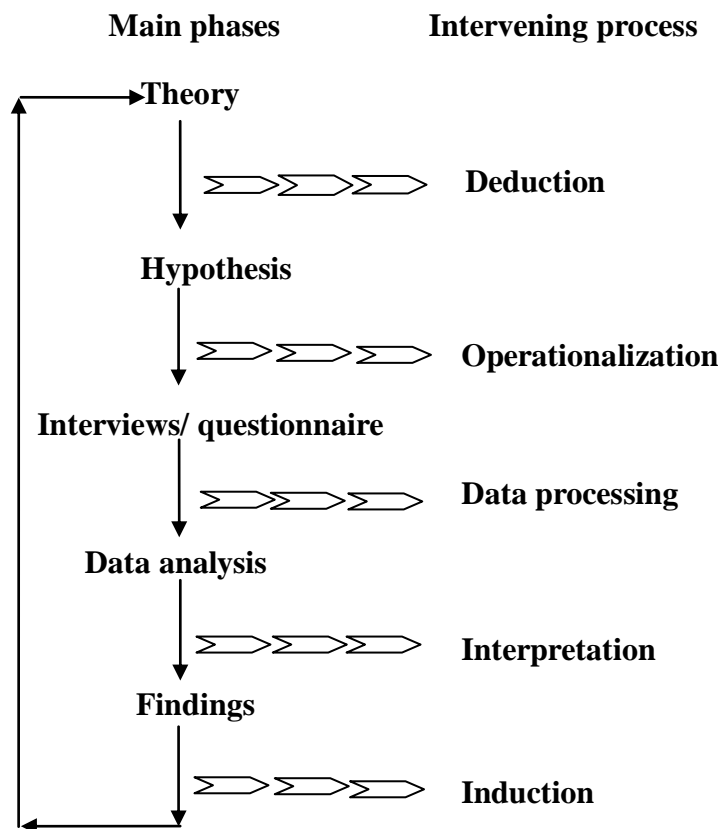 Main phases Intervening process
Theory
Deduction
Hypothesis
Operationalization
Interviews/ questionnaire
Data processing
Data analysis
Interpretation
Findings
Induction